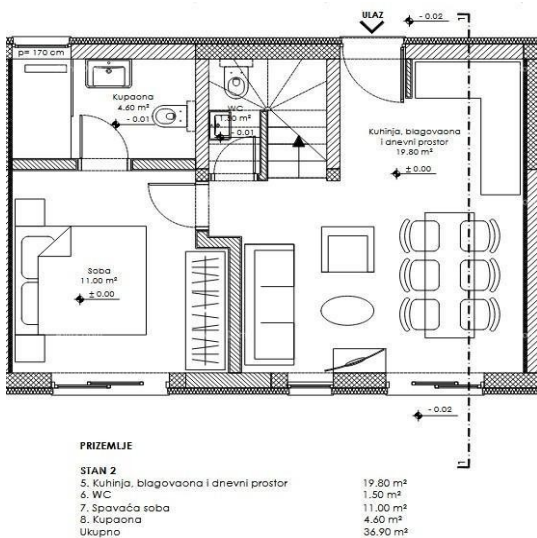 ULAZ
- 0.02
1
p= 170 cm
Kupaona
4.60 m²
- 0.01
WC
1.50 m²
- 0.01
Kuhinja, blagovaona
i dnevni prostor
19.80 m²
± 0.00
Soba
11.00 m²
± 0.00
- 0.02
1
PRIZEMLJE
STAN 2
5. Kuhinja, blagovaona i dnevni prostor 19.80 m²
6. WC 1.50 m²
7. Spavaća soba 11.00 m²
8. Kupaona 4.60 m²
Ukupno 36.90 m²